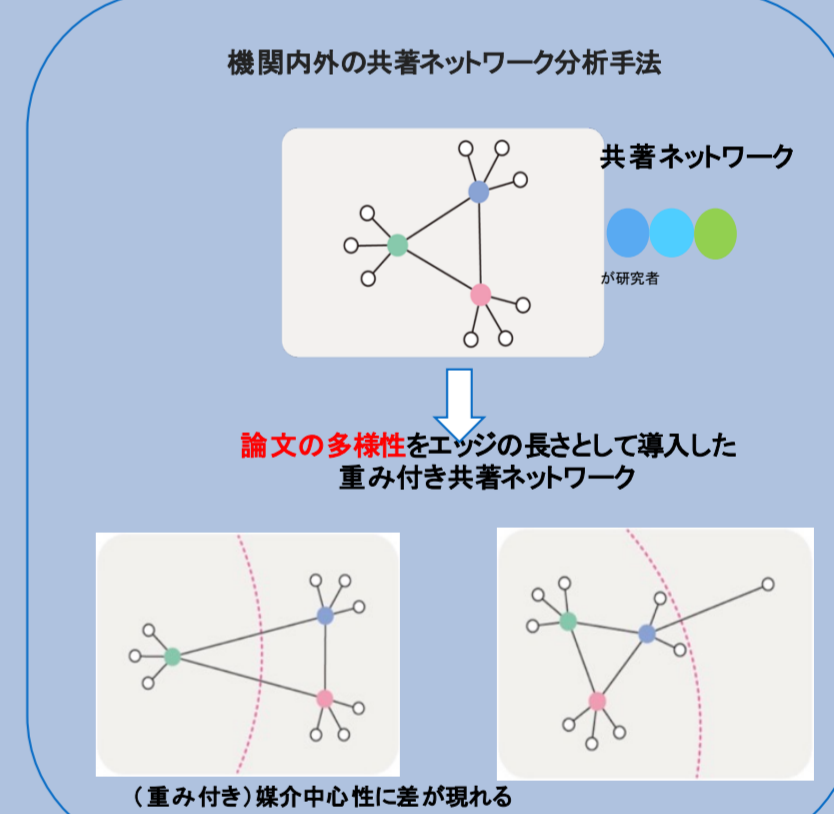 機関内外の共著ネットワーク分析手法
共著ネットワーク
が研究者
論文の多様性をエッジの長さとして導入した
重み付き共著ネットワーク
（重み付き）媒介中心性に差が現れる